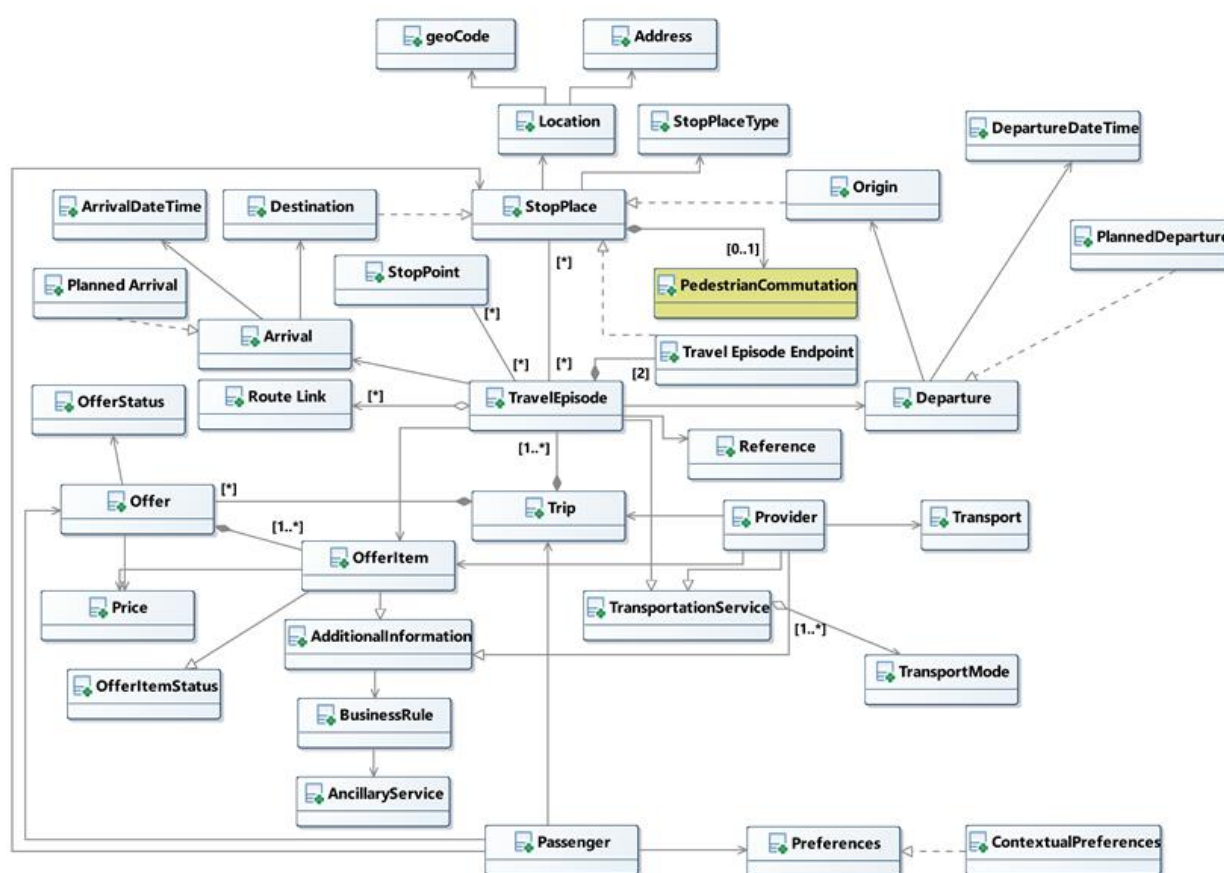 geoCode
Address
Location
StopPlaceType
DepartureDateTime
ArrivalDateTime
Destination
StopPlace
Origin
PlannedDeparture
[0..1]
[*]
StopPoint
Planned Arrival
PedestrianCommutation
[*]
Arrival
Travel Episode Endpoint
[*]
[*]
[2]
Route Link
[*]
TravelEpisode
Departure
OfferStatus
[1..*]
Reference
[*]
Offer
Trip
Provider
Transport
[1..*]
OfferItem
Price
TransportationService
[1..*]
AdditionalInformation
TransportMode
OfferItemStatus
BusinessRule
AncillaryService
Passenger
Preferences
ContextualPreferences